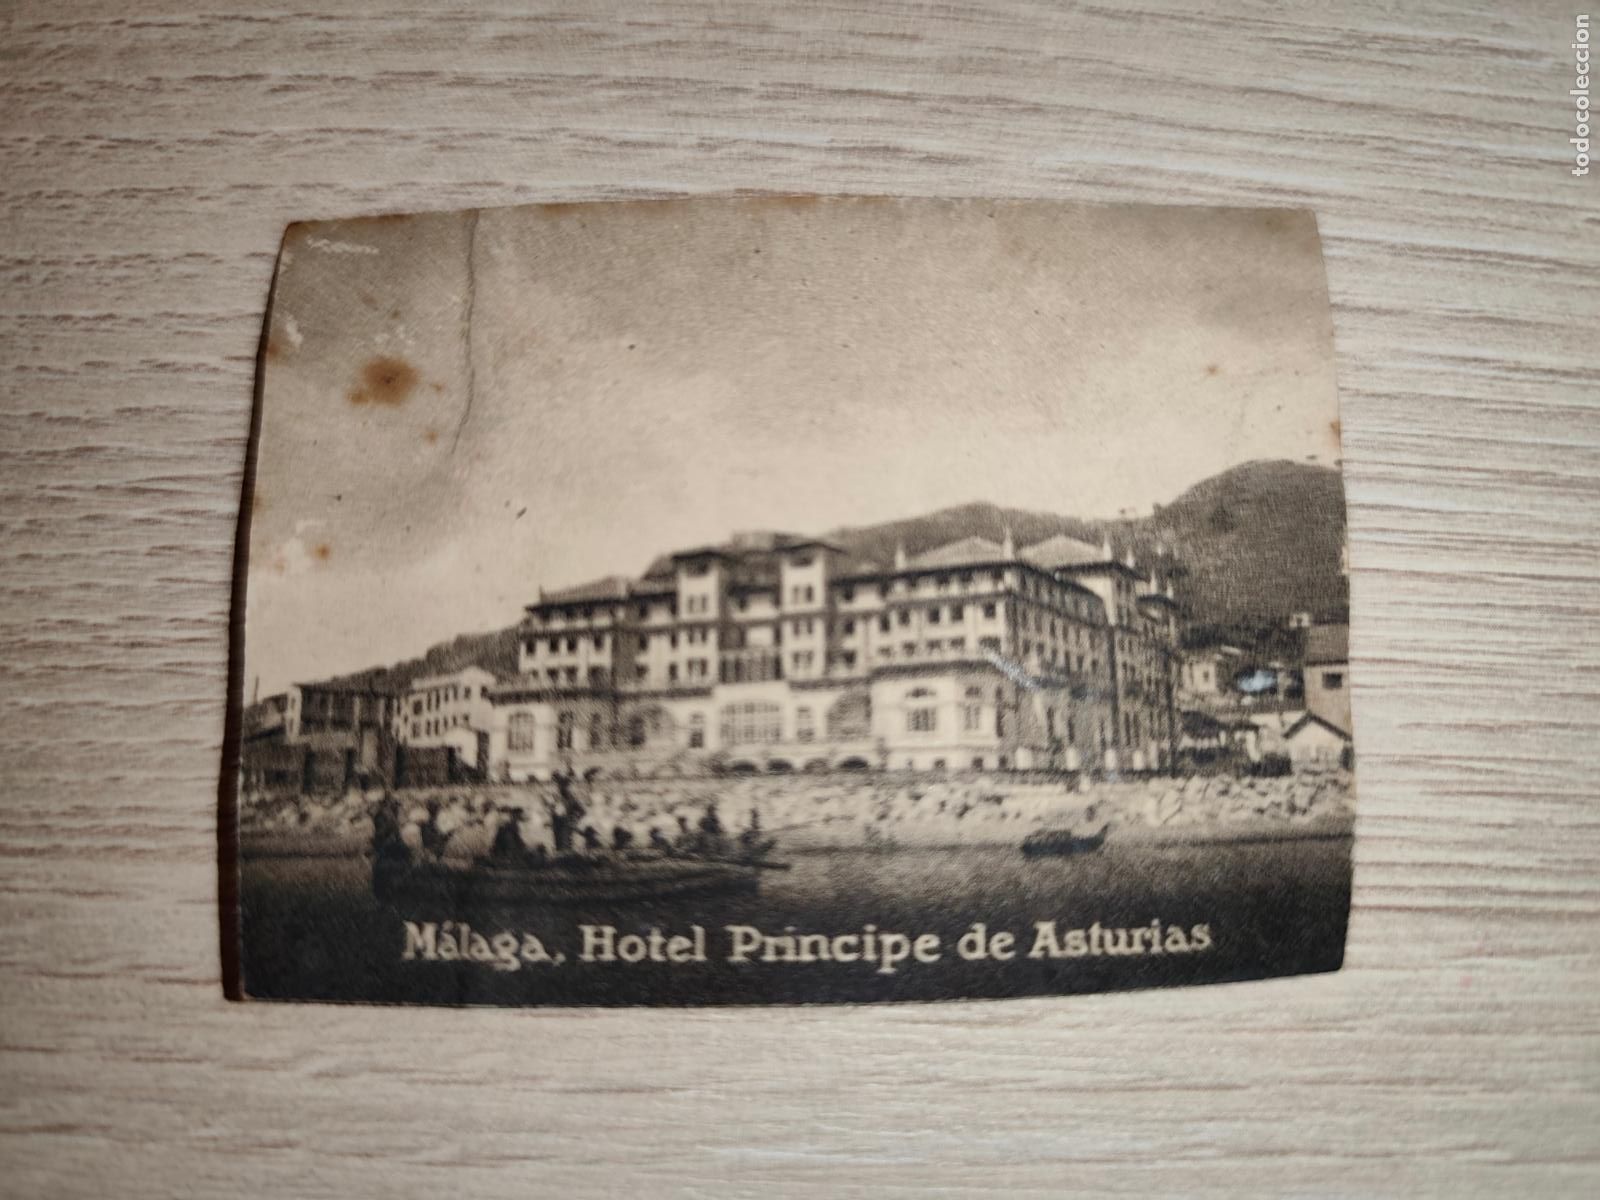 todocoleccion
Málaga, Hotel Principe de Asturias